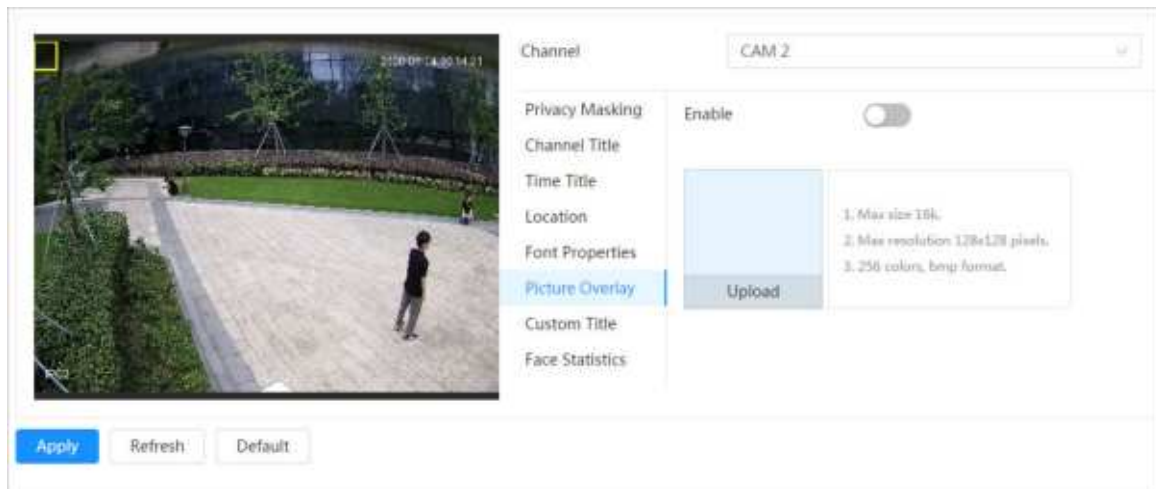 Channel
CAM 2
Privacy Masking
Enable
Channel Title
Time Title
Location
1. Max size 16k.
Font Properties
2. Max resolution 128x128 pixels.
3. 256 colors, bmp format.
Picture Overlay
Upload
Custom Title
Face Statistics
Apply
Refresh
Default